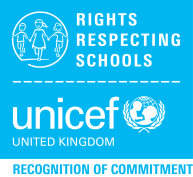 RIGHTS
RESPECTING
SCHOOLS
unicef
UNITED KINGDOM
RECOGNITION OF COMMITMENT